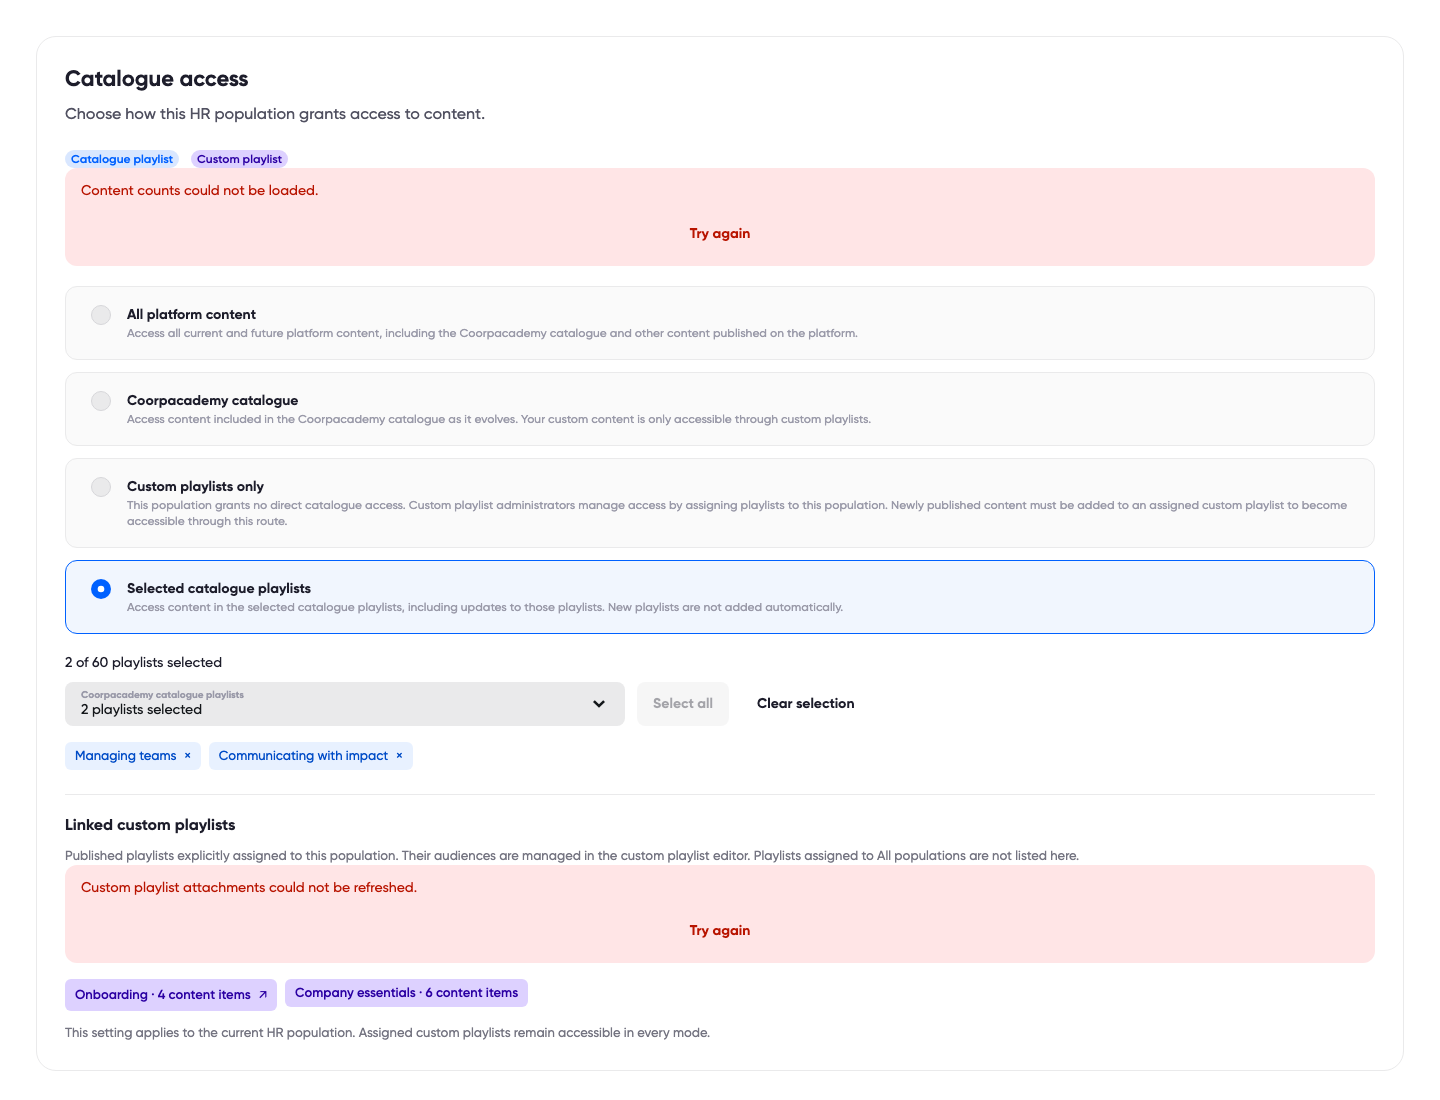 Catalogue access
Choose how this HR population grants access to content.
Catalogue playlist
Custom playlist
Content counts could not be loaded.
Try again
All platform content
Access all current and future platform content, including the Coorpacademy catalogue and other content published on the platform.
Coorpacademy catalogue
Access content included in the Coorpacademy catalogue as it evolves. Your custom content is only accessible through custom playlists.
Custom playlists only
This population grants no direct catalogue access. Custom playlist administrators manage access by assigning playlists to this population. Newly published content must be added to an assigned custom playlist to become
accessible through this route.
Selected catalogue playlists
Access content in the selected catalogue playlists, including updates to those playlists. New playlists are not added automatically.
2 of 60 playlists selected
Coorpacademy catalogue playlists
2 playlists selected
Select all
Clear selection
Managing teams ×
Communicating with impact ×
Linked custom playlists
Published playlists explicitly assigned to this population. Their audiences are managed in the custom playlist editor. Playlists assigned to All populations are not listed here.
Custom playlist attachments could not be refreshed.
Try again
Onboarding · 4 content items ↗
Company essentials · 6 content items
This setting applies to the current HR population. Assigned custom playlists remain accessible in every mode.